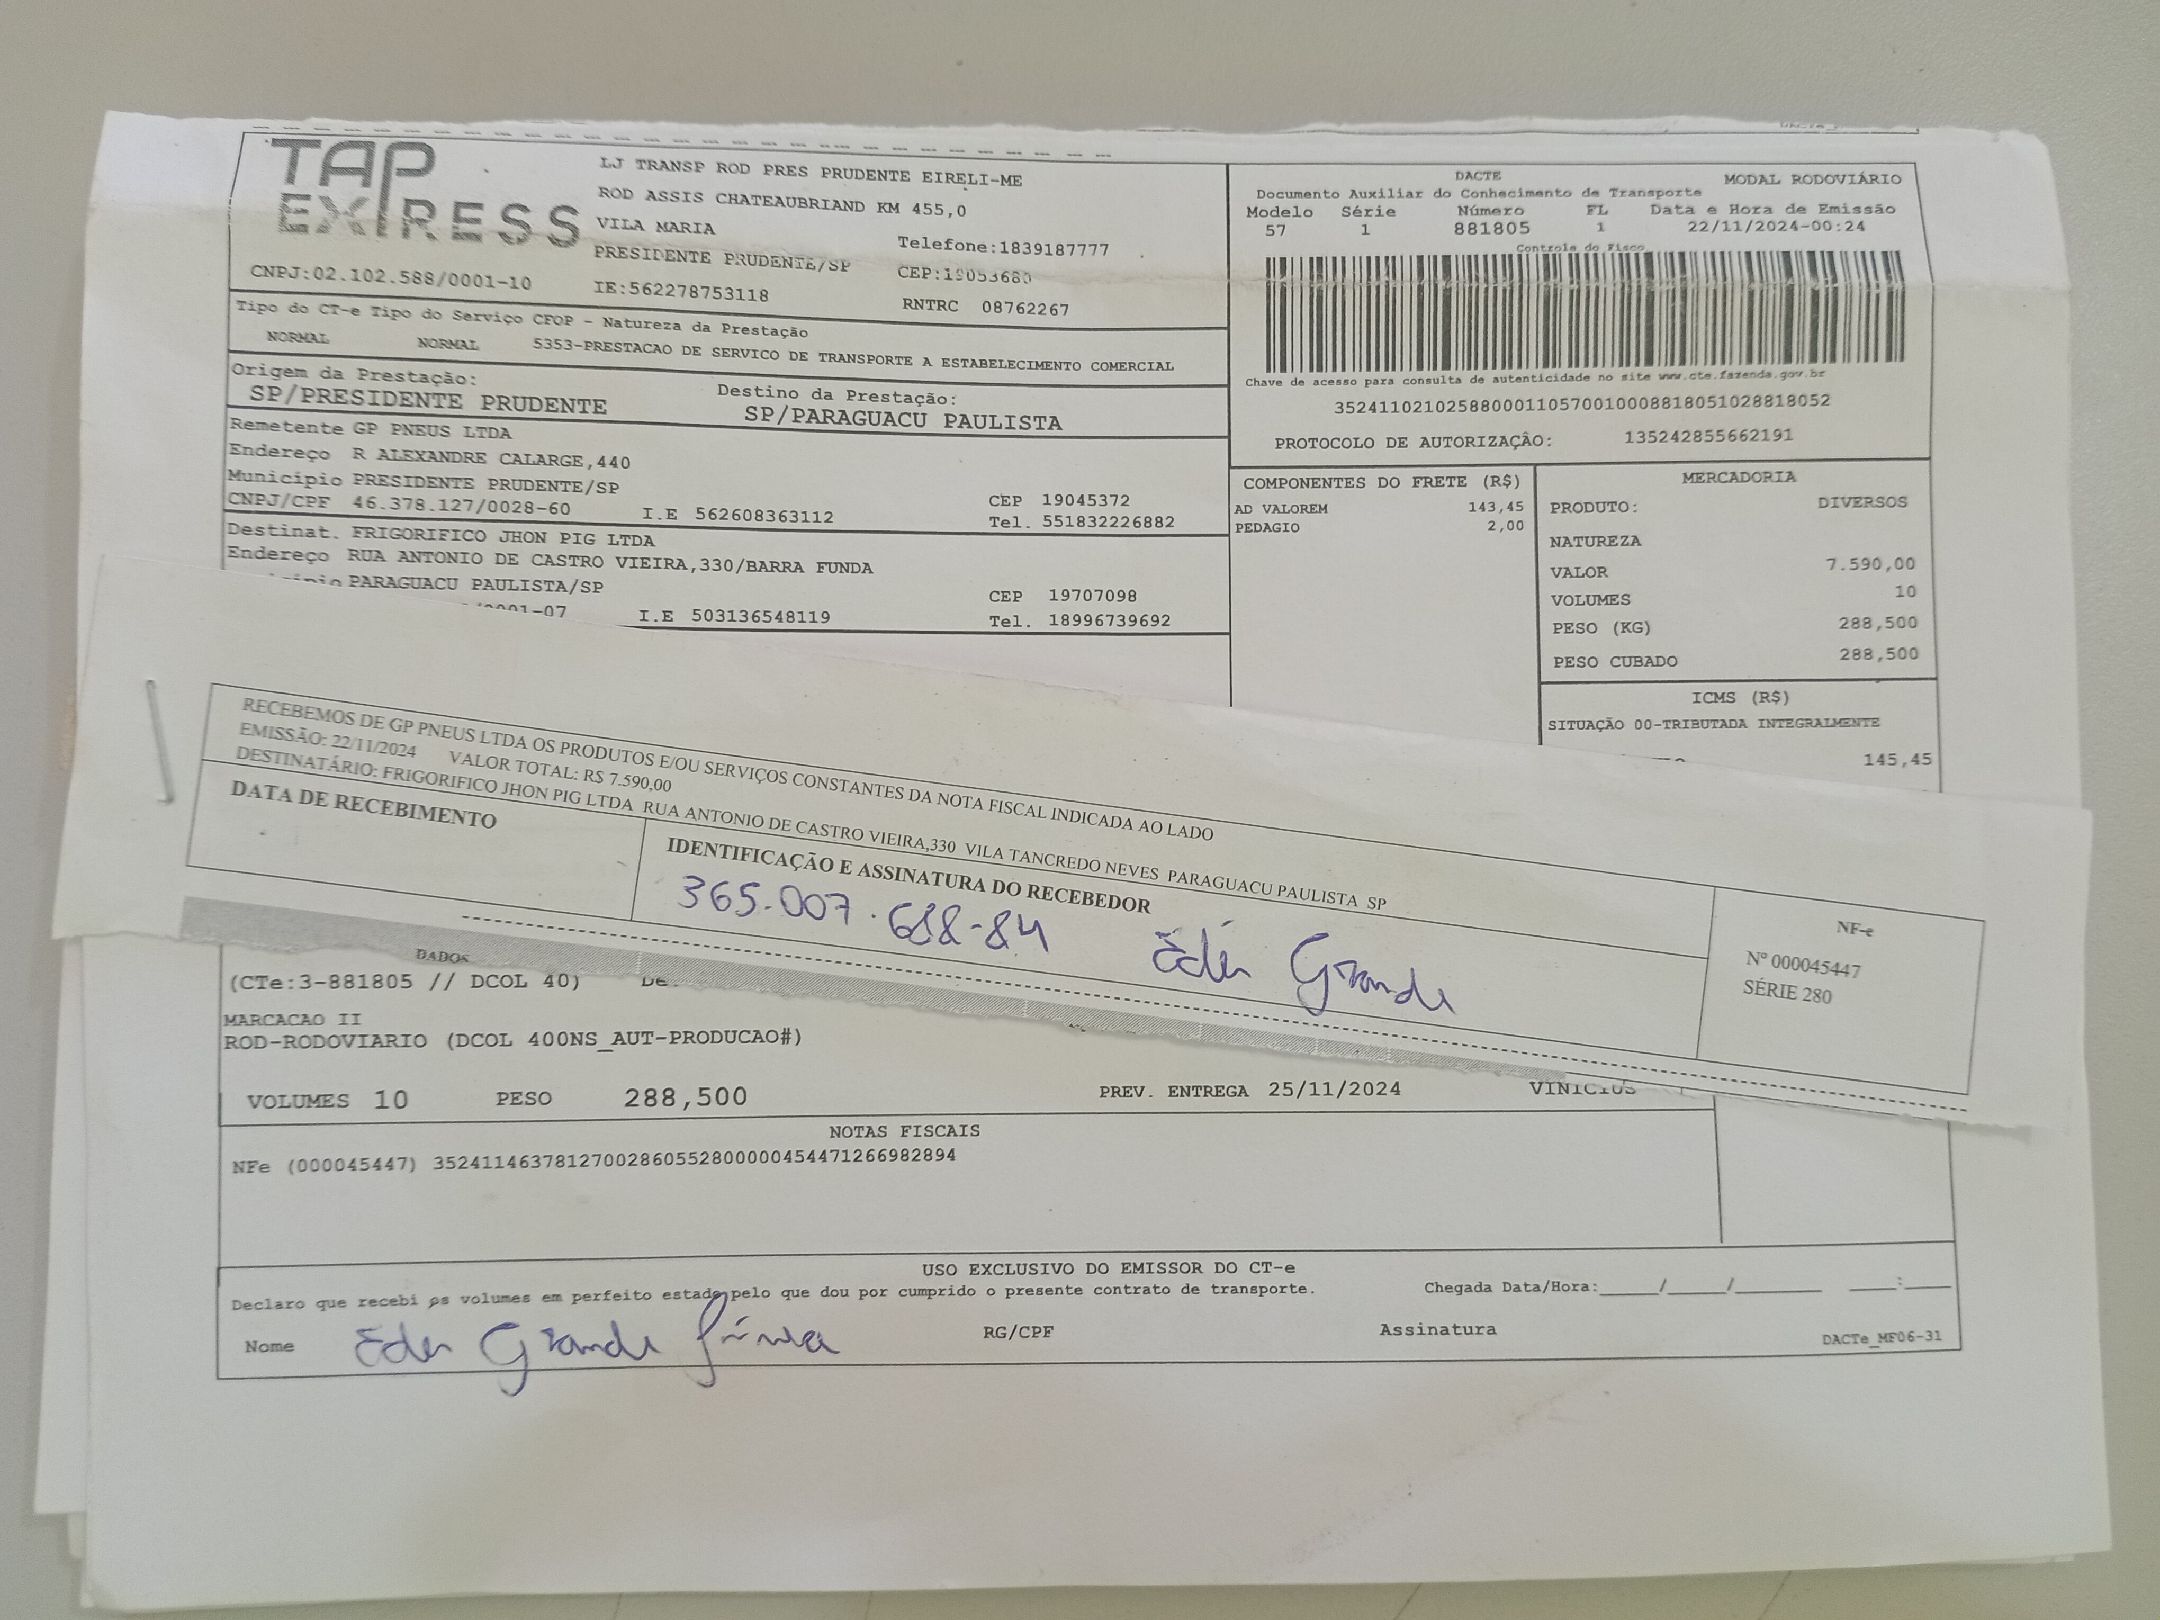 TAP EXPRESS
LJ TRANSP ROD PRES PRUDENTE EIRELI-ME
ROD ASSIS CHATEAUBRIAND KM 455,0
VILA MARIA
Telefone:1839187777
PRESIDENTE PRUDENTE/SP
CEP:19053680
CNPJ:02.102.588/0001-10
IE:562278753118
RNTRC 08762267
DACTE
MODAL RODOVIÁRIO
Documento Auxiliar do Conhecimento de Transporte
Modelo Série Número FL Data e Hora de Emissão
57 1 881805 1 22/11/2024-00:24
Controle do Fisco
Tipo do CT-e Tipo do Serviço CFOP - Natureza da Prestação
NORMAL NORMAL 5353-PRESTACAO DE SERVICO DE TRANSPORTE A ESTABELECIMENTO COMERCIAL
Chave de acesso para consulta de autenticidade no site www.cte.fazenda.gov.br
35241102102588000110570010008818051028818052
PROTOCOLO DE AUTORIZAÇÂO: 135242855662191
Origem da Prestação:
SP/PRESIDENTE PRUDENTE
Destino da Prestação:
SP/PARAGUACU PAULISTA
Remetente GP PNEUS LTDA
Endereço R ALEXANDRE CALARGE,440
Município PRESIDENTE PRUDENTE/SP
CEP 19045372
CNPJ/CPF 46.378.127/0028-60 I.E 562608363112 Tel. 551832226882
Destinat. FRIGORIFICO JHON PIG LTDA
Endereço RUA ANTONIO DE CASTRO VIEIRA,330/BARRA FUNDA
PARAGUACU PAULISTA/SP
CEP 19707098
/0001-07 I.E 503136548119 Tel. 18996739692
COMPONENTES DO FRETE (R$)
AD VALOREM 143,45
PEDAGIO 2,00
MERCADORIA
PRODUTO: DIVERSOS
NATUREZA
VALOR 7.590,00
VOLUMES 10
PESO (KG) 288,500
PESO CUBADO 288,500
ICMS (R$)
SITUAÇÃO 00-TRIBUTADA INTEGRALMENTE
145,45
RECEBEMOS DE GP PNEUS LTDA OS PRODUTOS E/OU SERVIÇOS CONSTANTES DA NOTA FISCAL INDICADA AO LADO
EMISSÃO: 22/11/2024 VALOR TOTAL: R$ 7.590,00
DESTINATÁRIO: FRIGORIFICO JHON PIG LTDA RUA ANTONIO DE CASTRO VIEIRA,330 VILA TANCREDO NEVES PARAGUACU PAULISTA SP
DATA DE RECEBIMENTO
IDENTIFICAÇÃO E ASSINATURA DO RECEBEDOR
365.007.688-84 Eder Grande
NF-e
Nº 000045447
SÉRIE 280
DADOS
(CTe:3-881805 // DCOL 40)
MARCACAO II
ROD-RODOVIARIO (DCOL 400NS_AUT-PRODUCAO#)
VOLUMES 10 PESO 288,500 PREV. ENTREGA 25/11/2024 VINICIUS
NOTAS FISCAIS
NFe (000045447) 35241146378127002860552800000454471266982894
USO EXCLUSIVO DO EMISSOR DO CT-e
Declaro que recebi os volumes em perfeito estado pelo que dou por cumprido o presente contrato de transporte.
Chegada Data/Hora:_____/_____/________ ____:____
Nome Eder Grande
RG/CPF
Assinatura
DACTe_MF06-31